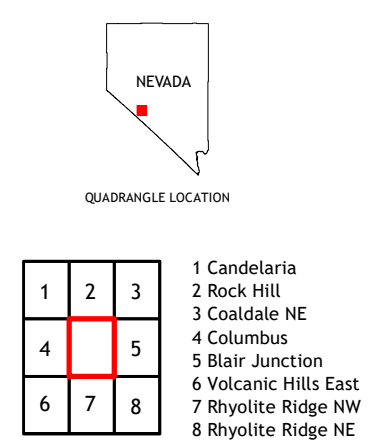 NEVADA
QUADRANGLE LOCATION
1 2 3
4 5
6 7 8
1 Candelaria
2 Rock Hill
3 Coaldale NE
4 Columbus
5 Blair Junction
6 Volcanic Hills East
7 Rhyolite Ridge NW
8 Rhyolite Ridge NE